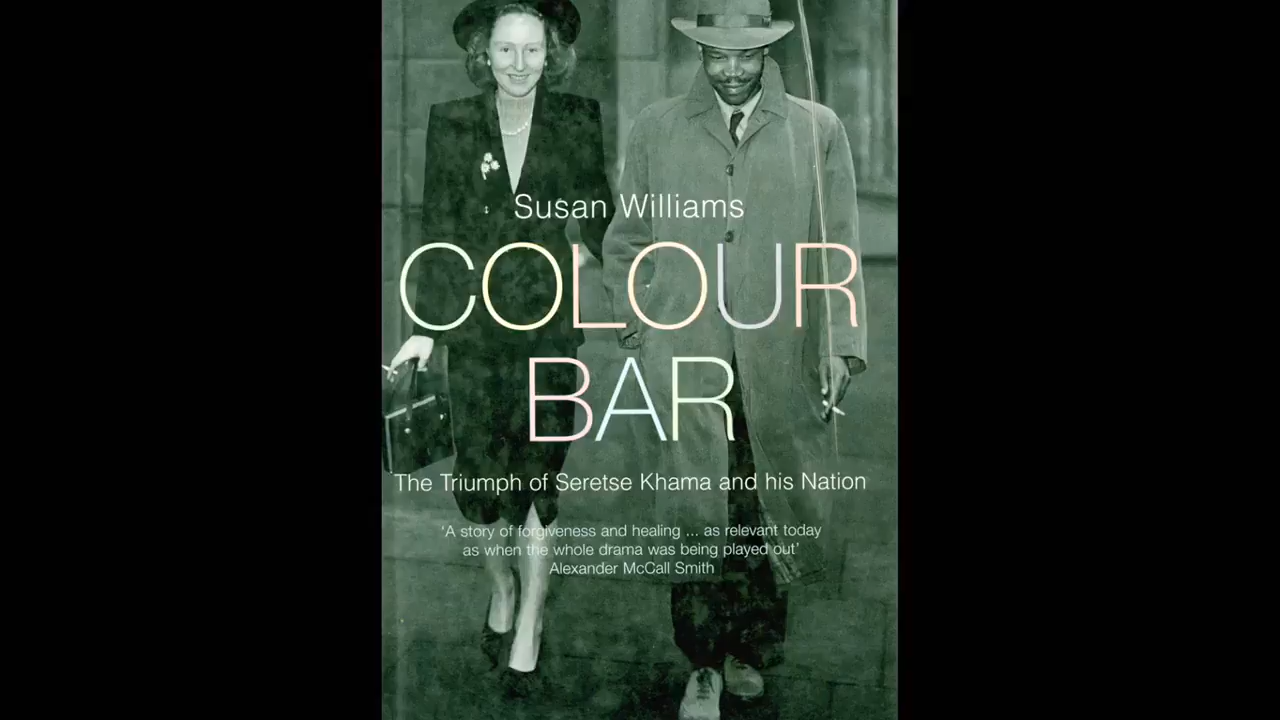 Susan Williams
COLOUR
BAR
The Triumph of Seretse Khama and his Nation
'A story of forgiveness and healing ... as relevant today
as when the whole drama was being played out'
Alexander McCall Smith